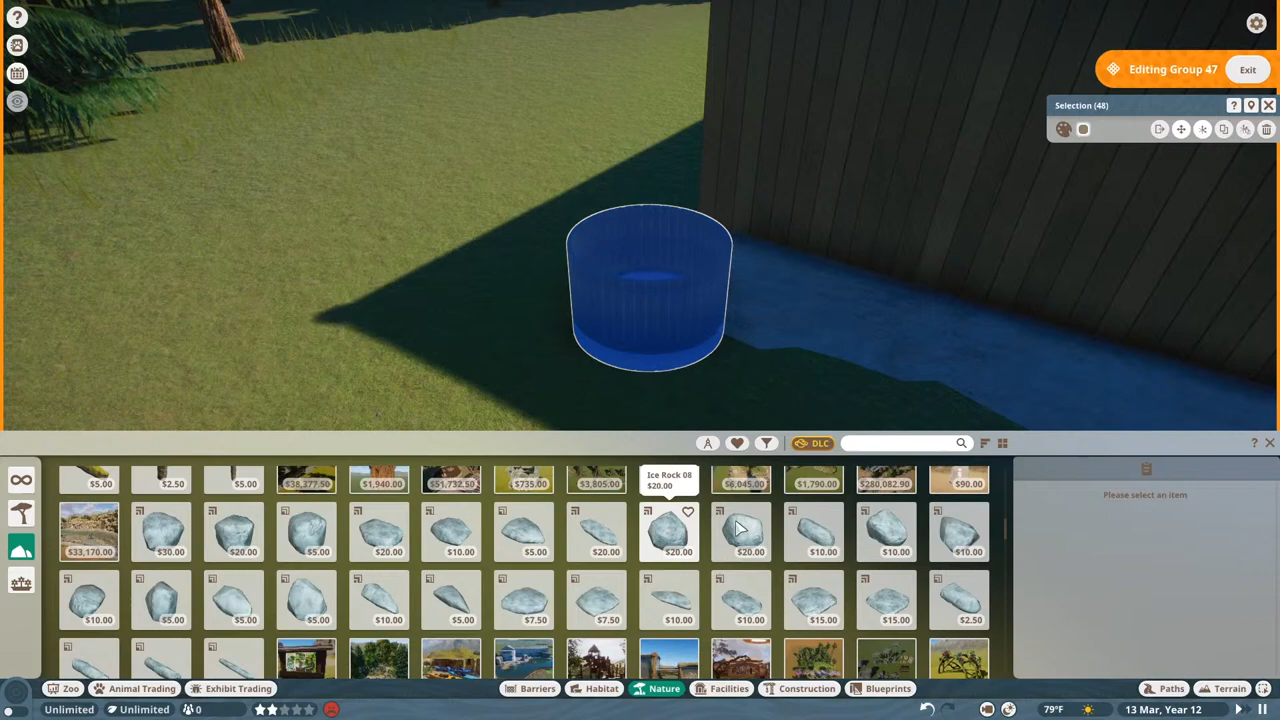 ?
Editing Group 47
Exit
Selection (48)
?
DLC
?
$5.00
$2.50
$5.00
$38,377.50
$1,940.00
$51,732.50
$735.00
$3,805.00
Ice Rock 08
$20.00
$6,045.00
$1,790.00
$280,082.90
$90.00
$33,170.00
$30.00
$20.00
$5.00
$20.00
$10.00
$5.00
$20.00
$20.00
$20.00
$10.00
$10.00
$10.00
$10.00
$5.00
$5.00
$5.00
$10.00
$5.00
$7.50
$7.50
$10.00
$10.00
$15.00
$15.00
$2.50
Please select an item
Zoo
Animal Trading
Exhibit Trading
Barriers
Habitat
Nature
Facilities
Construction
Blueprints
Paths
Terrain
Unlimited
Unlimited
0
79°F
13 Mar, Year 12